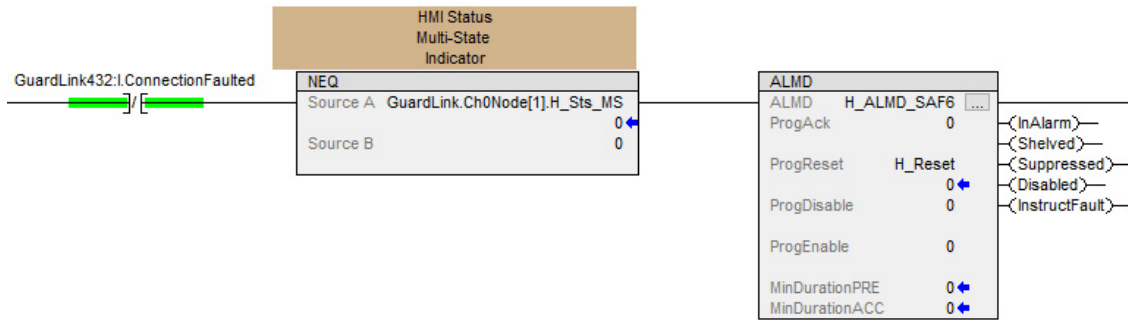 HMI Status
Multi-State
Indicator
GuardLink432:I.ConnectionFaulted
NEQ
Source A GuardLink.Ch0Node[1].H_Sts_MS
0
Source B 0
ALMD
ALMD H_ALMD_SAF6 ...
ProgAck 0
InAlarm
Shelved
ProgReset H_Reset
Suppressed
0
Disabled
ProgDisable 0
InstructFault
ProgEnable 0
MinDurationPRE 0
MinDurationACC 0